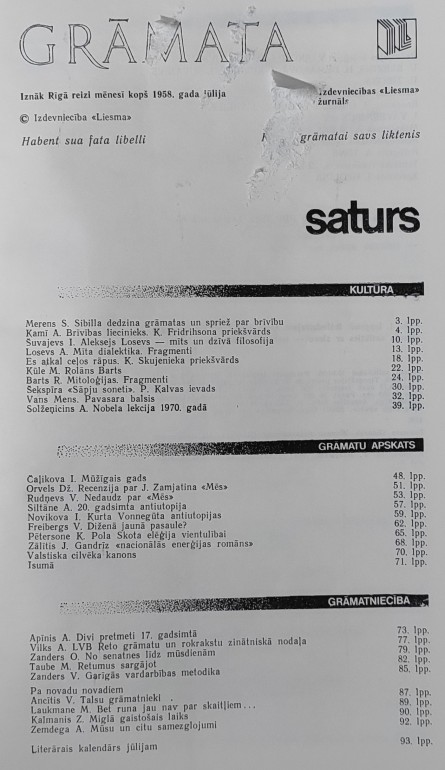 GRĀMATA
Iznāk Rīgā reizi mēnesī kopš 1958. gada jūlija
izdevniecības «Liesma»
žurnāls
© Izdevniecība «Liesma»
Habent sua fata libelli
grāmatai savs liktenis
saturs
KULTŪRA
Merens S. Sibilla dedzina grāmatas un spriež par brīvību 3. lpp.
Kamī A. Brīvības liecinieks. K. Fridrihsona priekšvārds 4. lpp.
Suvajevs I. Aleksejs Losevs — mīts un dzīvā filosofija 10. lpp.
Losevs A. Mīta dialektika. Fragmenti 13. lpp.
Es atkal ceļos rāpus. K. Skujenieka priekšvārds 18. lpp.
Kūle M. Rolāns Barts 22. lpp.
Barts R. Mitoloģijas. Fragmenti 24. lpp.
Šekspīra «Sāpju soneti». P. Kalvas ievads 30. lpp.
Vans Mens. Pavasara balsis 32. lpp.
Solžeņicins A. Nobela lekcija 1970. gadā 39. lpp.
GRĀMATU APSKATS
Čaļikova I. Mūžīgais gads 48. lpp.
Orvels Dž. Recenzija par J. Zamjatina «Mēs» 51. lpp.
Rudņevs V. Nedaudz par «Mēs» 53. lpp.
Siltāne A. 20. gadsimta antiutopija 57. lpp.
Novikova I. Kurta Vonneguta antiutopijas 59. lpp.
Freibergs V. Diženā jaunā pasaule? 62. lpp.
Pētersone K. Pola Skota elēģija vientulībai 65. lpp.
Zālītis J. Gandrīz «nacionālās enerģijas romāns» 68. lpp.
Valstiska cilvēka kanons 70. lpp.
Īsumā 71. lpp.
GRĀMATNIECĪBA
Apīnis A. Divi pretmeti 17. gadsimtā 73. lpp.
Vilks A. LVB Reto grāmatu un rokrakstu zinātniskā nodaļa 77. lpp.
Zanders O. No senatnes līdz mūsdienām 79. lpp.
Taube M. Retumus sargājot 82. lpp.
Zanders V. Garīgās vardarbības metodika 85. lpp.
Pa novadu novadiem
Ancītis V. Talsu grāmatnieki . 87. lpp.
Laukmane M. Bet runa jau nav par skaitļiem... 89. lpp.
Kalmanis Z. Miglā gaistošais laiks 90. lpp.
Zemdega A. Mūsu un citu samezglojumi 92. lpp.
Literārais kalendārs jūlijam 93. lpp.